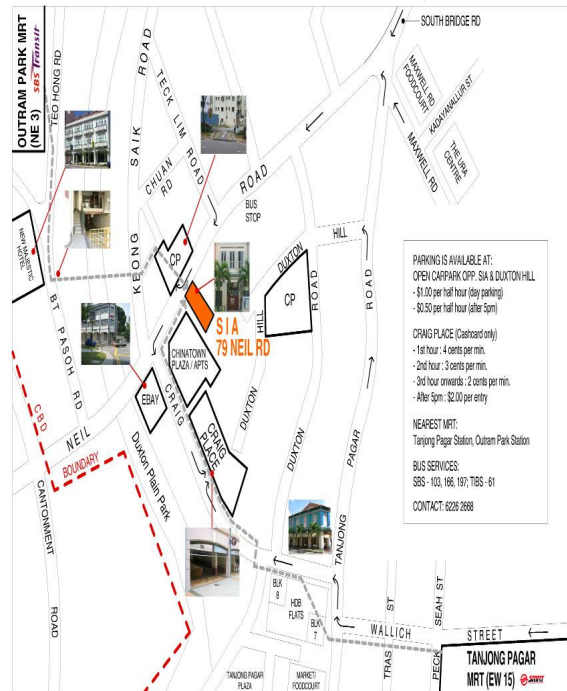 OUTRAM PARK MRT
(NE 3)
SBS Transit
TEO HONG RD
KEONG SAIK ROAD
TECK LIM ROAD
CHUAN RD
SOUTH BRIDGE RD
MAXWELL RD
FOODCOURT
KADAYANALLUR ST
THE URA
CENTRE
MAXWELL RD
NEIL ROAD
BUS
STOP
NEW MAJESTIC
HOTEL
BT PASOH RD
CP
DUXTON HILL
CP
DUXTON ROAD
SIA
79 NEIL RD
CHINATOWN
PLAZA / APTS
EBAY
CRAIG
CRAIG
PLACE
DUXTON HILL
DUXTON
TANJONG PAGAR ROAD
Duxton Plain Park
CBD
BOUNDARY
CANTONMENT ROAD
PARKING IS AVAILABLE AT:
OPEN CARPARK OPP. SIA & DUXTON HILL
- $1.00 per half hour (day parking)
- $0.50 per half hour (after 5pm)
CRAIG PLACE (Cashcard only)
- 1st hour : 4 cents per min.
- 2nd hour : 3 cents per min.
- 3rd hour onwards : 2 cents per min.
- After 5pm : $2.00 per entry
NEAREST MRT:
Tanjong Pagar Station, Outram Park Station
BUS SERVICES:
SBS - 103, 166, 197; TIBS - 61
CONTACT: 6226 2668
BLK
8
HDB
FLATS
BLK
7
WALLICH STREET
TRAS ST
PECK SEAH ST
TANJONG PAGAR
PLAZA
MARKET/
FOODCOURT
TANJONG PAGAR
MRT (EW 15)
SMRT